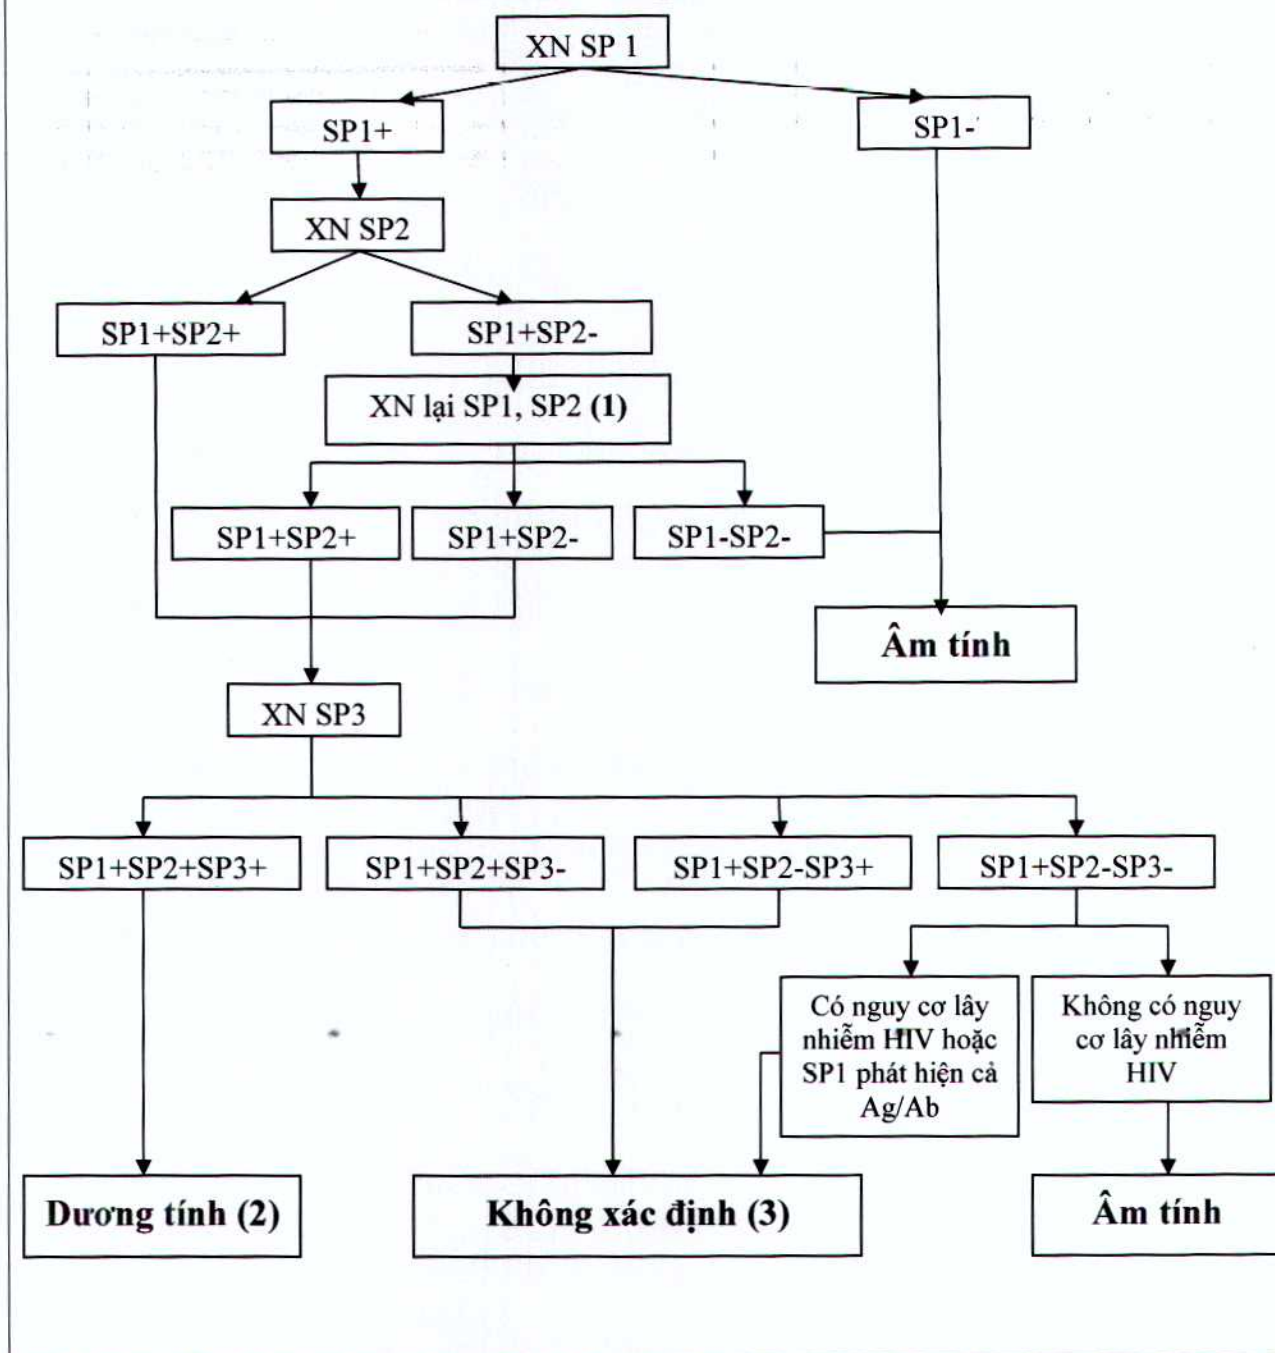 XN SP 1
SP1+
SP1-
XN SP2
SP1+SP2+
SP1+SP2-
XN lại SP1, SP2 (1)
SP1+SP2+
SP1+SP2-
SP1-SP2-
Âm tính
XN SP3
SP1+SP2+SP3+
SP1+SP2+SP3-
SP1+SP2-SP3+
SP1+SP2-SP3-
Có nguy cơ lây
nhiễm HIV hoặc
SP1 phát hiện cả
Ag/Ab
Không có nguy
cơ lây nhiễm
HIV
Dương tính (2)
Không xác định (3)
Âm tính